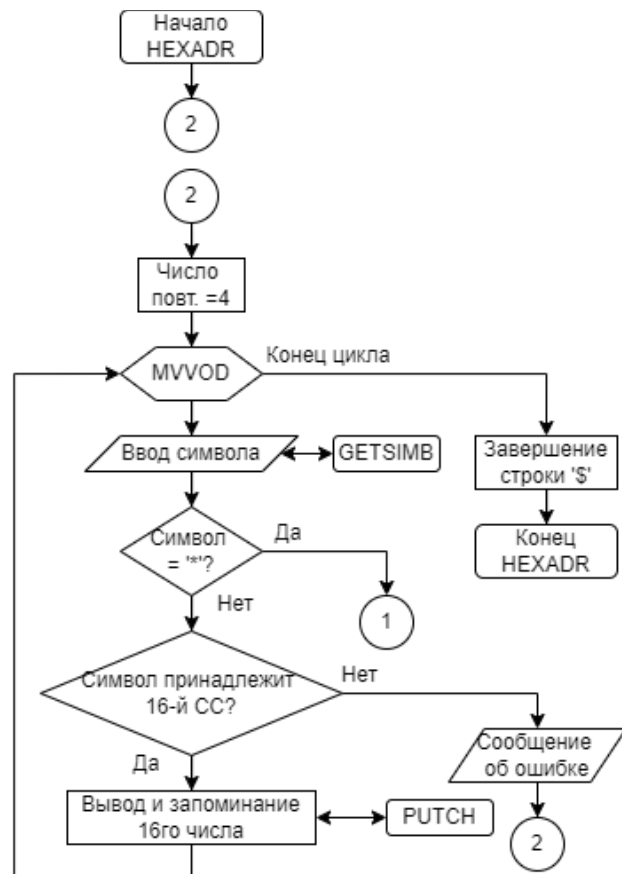 Начало
HEXADR
2
2
Число
повт. =4
MVVOD
Конец цикла
Ввод символа
GETSIMB
Завершение
строки '$'
Символ
= '*'?
Да
Конец
HEXADR
Нет
1
Символ принадлежит
16-й СС?
Нет
Сообщение
об ошибке
Да
Вывод и запоминание
16го числа
PUTCH
2